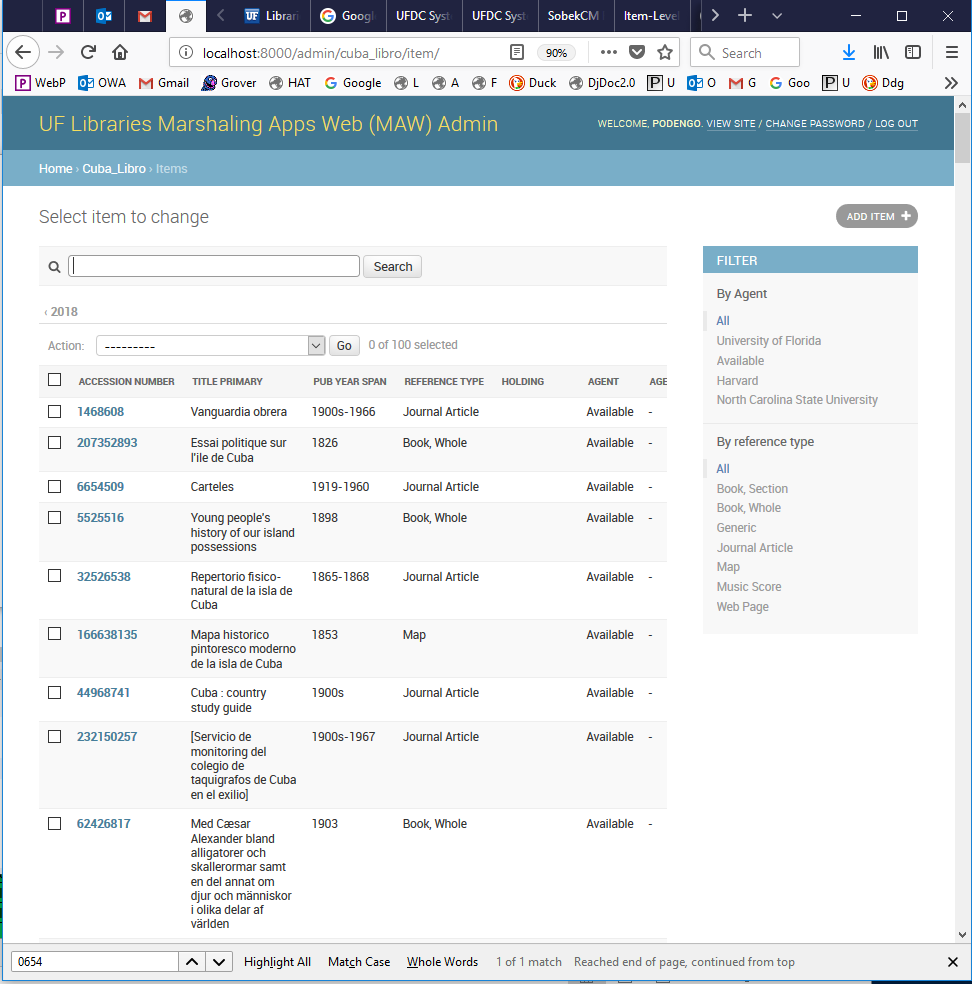 Librari
Googl
UFDC Syst
UFDC Syst
SobekCM
Item-Level
localhost:8000/admin/cuba_libro/item/
90%
Search
WebP OWA Gmail Grover HAT Google L A F Duck DjDoc2.0 U O G Goo U Ddg
UF Libraries Marshaling Apps Web (MAW) Admin
WELCOME, PODENGO. VIEW SITE / CHANGE PASSWORD / LOG OUT
Home › Cuba_Libro › Items
Select item to change
ADD ITEM +
Search
‹ 2018
Action: --------- Go 0 of 100 selected
ACCESSION NUMBER TITLE PRIMARY PUB YEAR SPAN REFERENCE TYPE HOLDING AGENT AGE
1468608 Vanguardia obrera 1900s-1966 Journal Article Available -
207352893 Essai politique sur 1826 Book, Whole Available -
l'ile de Cuba
6654509 Carteles 1919-1960 Journal Article Available -
5525516 Young people's 1898 Book, Whole Available -
history of our island
possessions
32526538 Repertorio fisico- 1865-1868 Journal Article Available -
natural de la isla de
Cuba
166638135 Mapa historico 1853 Map Available -
pintoresco moderno
de la isla de Cuba
44968741 Cuba : country 1900s Journal Article Available -
study guide
232150257 [Servicio de 1900s-1967 Journal Article Available -
monitoring del
colegio de
taquigrafos de Cuba
en el exilio]
62426817 Med Cæsar 1903 Book, Whole Available -
Alexander bland
alligatorer och
skallerormar samt
en del annat om
djur och människor
i olika delar af
världen
FILTER
By Agent
All
University of Florida
Available
Harvard
North Carolina State University
By reference type
All
Book, Section
Book, Whole
Generic
Journal Article
Map
Music Score
Web Page
0654 Highlight All Match Case Whole Words 1 of 1 match Reached end of page, continued from top